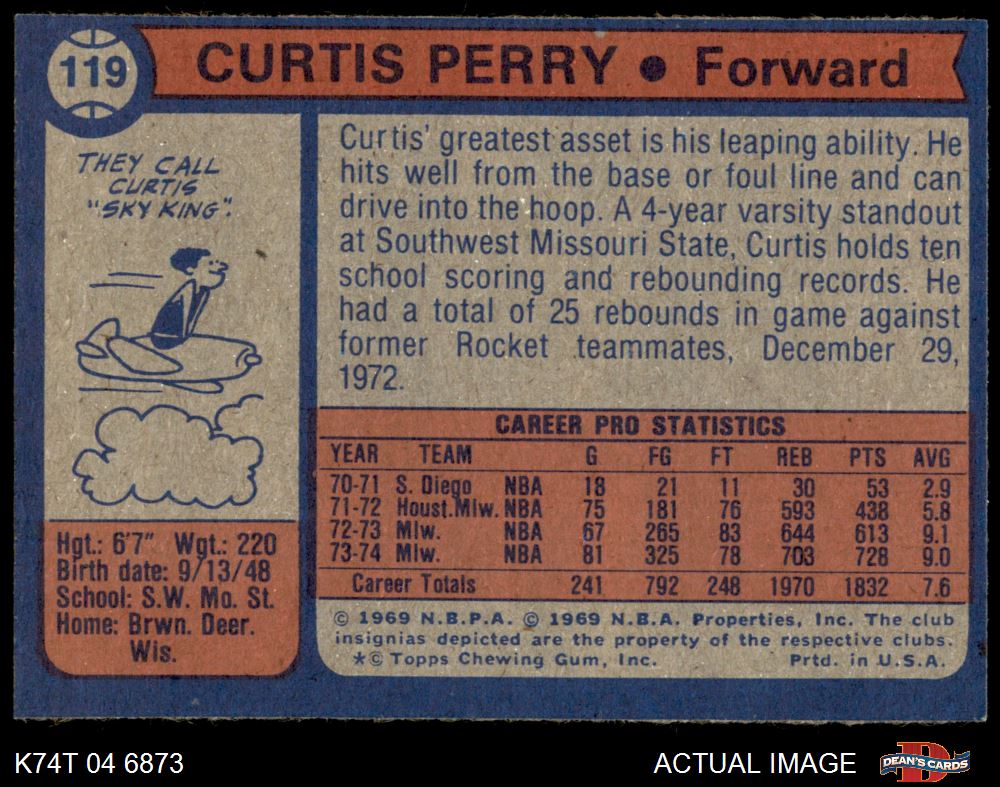 119
CURTIS PERRY ● Forward
THEY CALL
CURTIS
"SKY KING".
Curtis' greatest asset is his leaping ability. He
hits well from the base or foul line and can
drive into the hoop. A 4-year varsity standout
at Southwest Missouri State, Curtis holds ten
school scoring and rebounding records. He
had a total of 25 rebounds in game against
former Rocket teammates, December 29,
1972.
Hgt.: 6'7" Wgt.: 220
Birth date: 9/13/48
School: S.W. Mo. St.
Home: Brwn. Deer.
Wis.
CAREER PRO STATISTICS
YEAR TEAM G FG FT REB PTS AVG
70-71 S. Diego NBA 18 21 11 30 53 2.9
71-72 Houst.Mlw. NBA 75 181 76 593 438 5.8
72-73 Mlw. NBA 67 265 83 644 613 9.1
73-74 Mlw. NBA 81 325 78 703 728 9.0
Career Totals 241 792 248 1970 1832 7.6
© 1969 N.B.P.A. © 1969 N.B.A. Properties, Inc. The club
insignias depicted are the property of the respective clubs.
*© Topps Chewing Gum, Inc. Prtd. in U.S.A.
K74T 04 6873 ACTUAL IMAGE DEAN'S CARDS